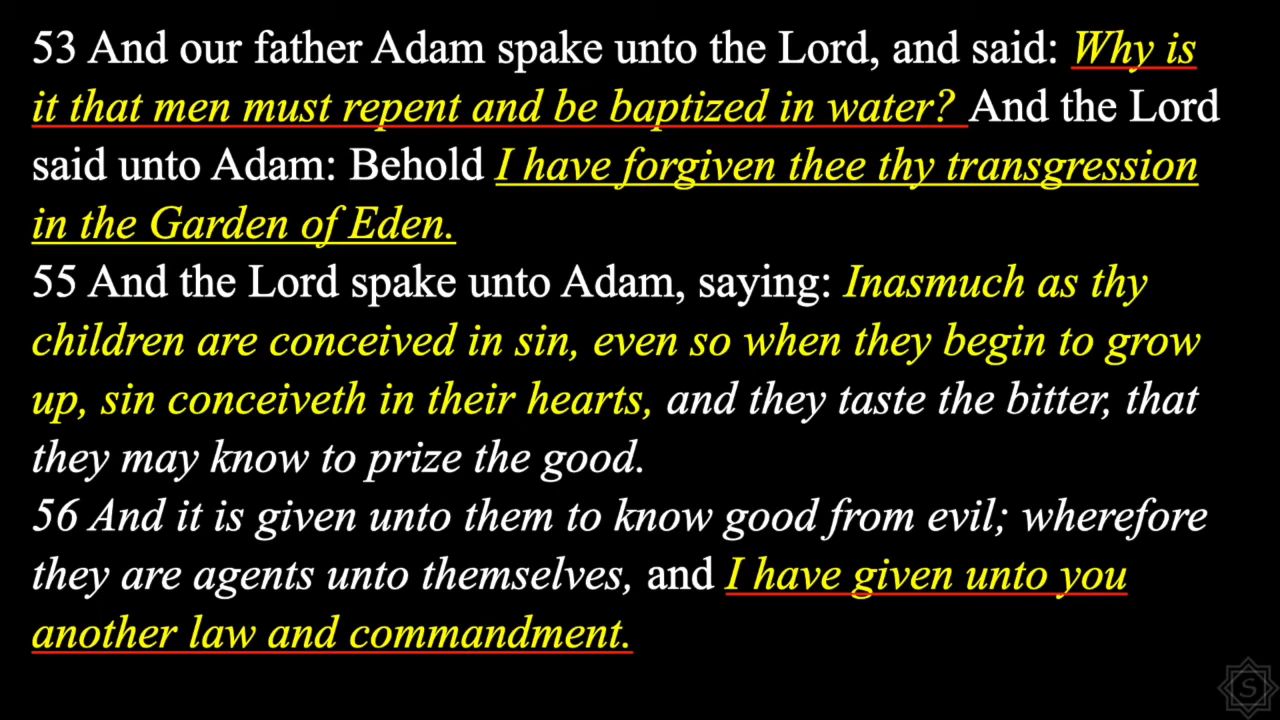 53 And our father Adam spake unto the Lord, and said: Why is
it that men must repent and be baptized in water? And the Lord
said unto Adam: Behold I have forgiven thee thy transgression
in the Garden of Eden.
55 And the Lord spake unto Adam, saying: Inasmuch as thy
children are conceived in sin, even so when they begin to grow
up, sin conceiveth in their hearts, and they taste the bitter, that
they may know to prize the good.
56 And it is given unto them to know good from evil; wherefore
they are agents unto themselves, and I have given unto you
another law and commandment.
S